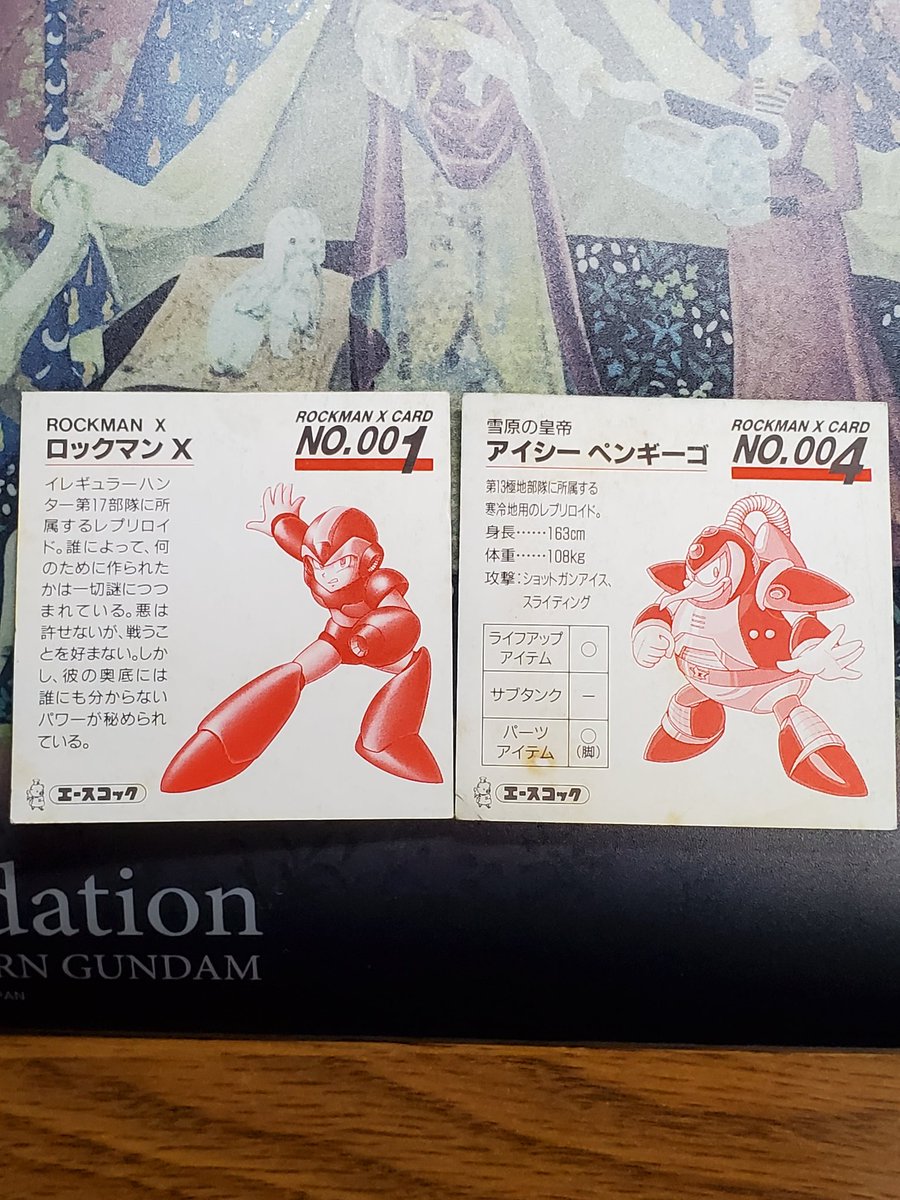 ROCKMAN X
ロックマンX
ROCKMAN X CARD
NO.001
イレギュラーハン
ター第17部隊に所
属するレプリロイ
ド。誰によって、何
のために作られた
かは一切謎につつ
まれている。悪は
許せないが、戦うこ
とを好まない。しか
し、彼の奥底には
誰にも分からない
パワーが秘められ
ている。
エースコック
雪原の皇帝
アイシー ペンギーゴ
ROCKMAN X CARD
NO.004
第13極地部隊に所属する
寒冷地用のレプリロイド。
身長……163cm
体重……108kg
攻撃：ショットガンアイス、
スライディング
ライフアップ
アイテム
○
サブタンク
－
パーツ
アイテム
○
(脚)
エースコック
dation
RN GUNDAM
PAN